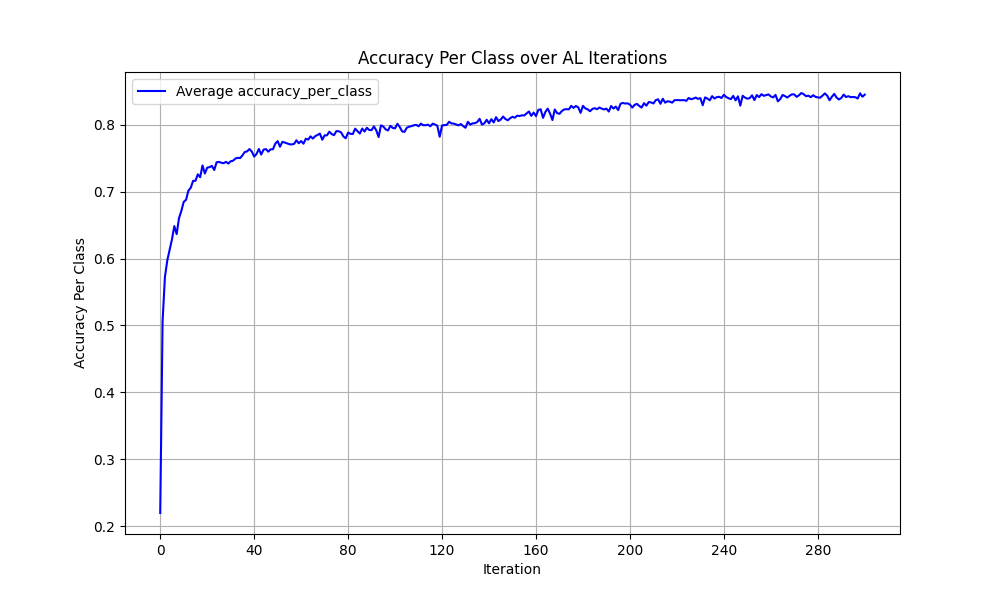 Accuracy Per Class over AL Iterations
Average accuracy_per_class
Accuracy Per Class
0.8
0.7
0.6
0.5
0.4
0.3
0.2
0 40 80 120 160 200 240 280
Iteration